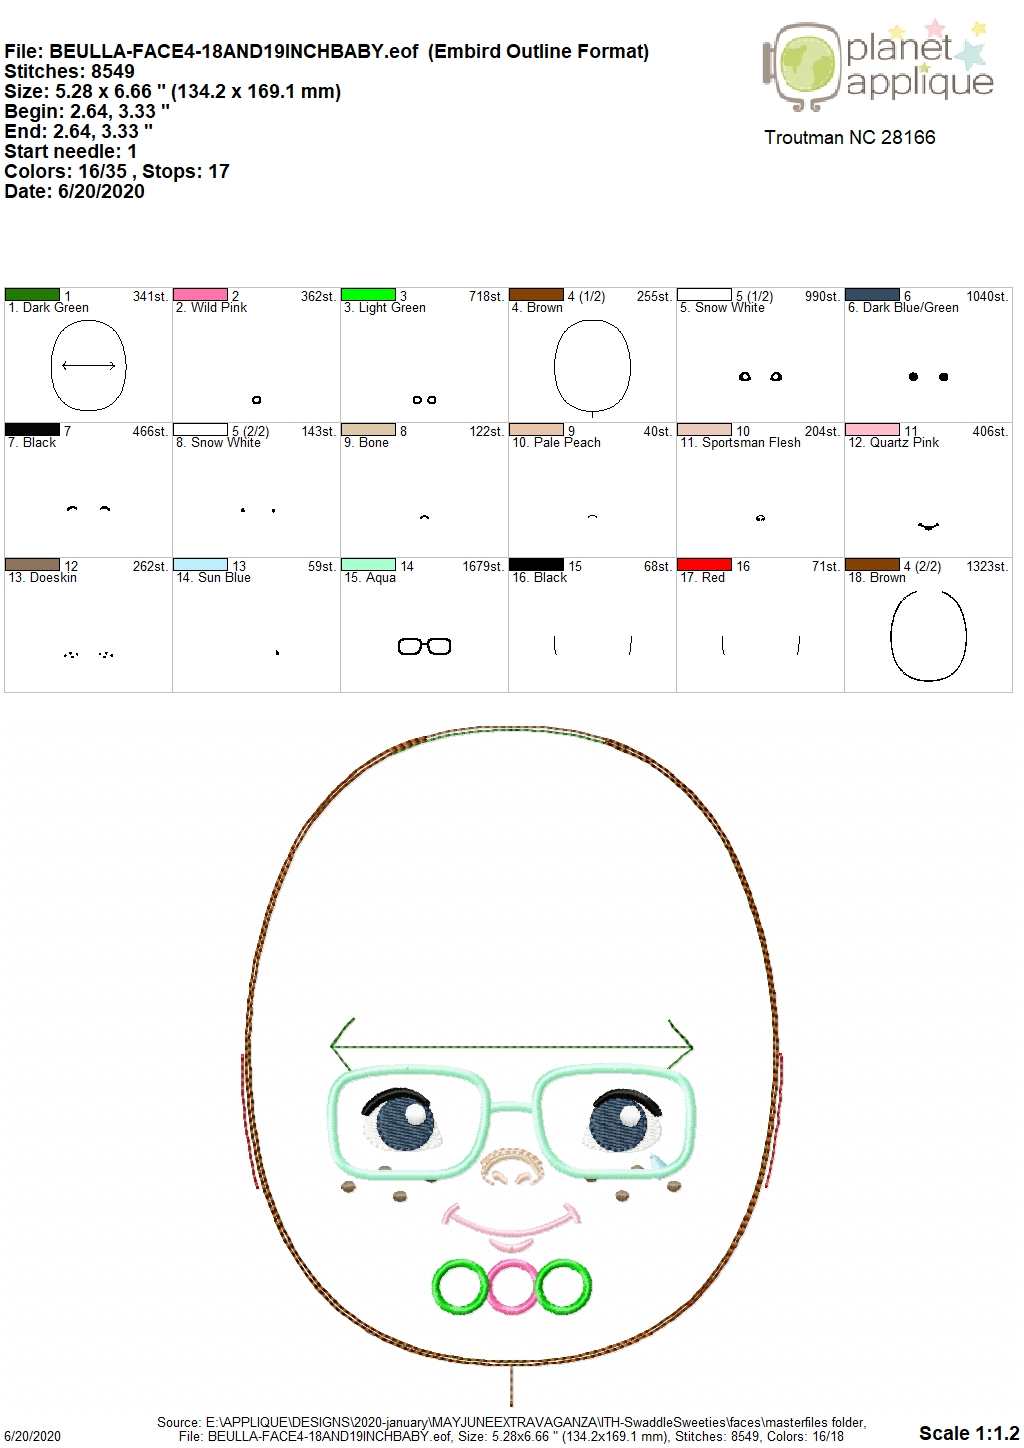 File: BEULLA-FACE4-18AND19INCHBABY.eof (Embird Outline Format)
Stitches: 8549
Size: 5.28 x 6.66 " (134.2 x 169.1 mm)
Begin: 2.64, 3.33 "
End: 2.64, 3.33 "
Start needle: 1
Colors: 16/35 , Stops: 17
Date: 6/20/2020
planet
applique
Troutman NC 28166
1 341st.
1. Dark Green
2 362st.
2. Wild Pink
3 718st.
3. Light Green
4 (1/2) 255st.
4. Brown
5 (1/2) 990st.
5. Snow White
6 1040st.
6. Dark Blue/Green
7 466st.
7. Black
5 (2/2) 143st.
8. Snow White
8 122st.
9. Bone
9 40st.
10. Pale Peach
10 204st.
11. Sportsman Flesh
11 406st.
12. Quartz Pink
12 262st.
13. Doeskin
13 59st.
14. Sun Blue
14 1679st.
15. Aqua
15 68st.
16. Black
16 71st.
17. Red
4 (2/2) 1323st.
18. Brown
Source: E:\APPLIQUE\DESIGNS\2020-january\MAYJUNEEXTRAVAGANZA\ITH-SwaddleSweeties\faces\masterfiles folder,
6/20/2020 File: BEULLA-FACE4-18AND19INCHBABY.eof, Size: 5.28x6.66 " (134.2x169.1 mm), Stitches: 8549, Colors: 16/18 Scale 1:1.2